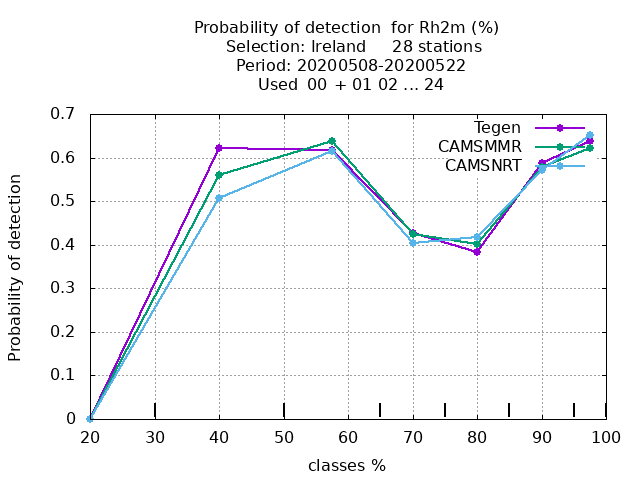 Probability of detection  for Rh2m (%)
Selection: Ireland     28 stations
Period: 20200508-20200522
Used  00  + 01 02 ... 24
Tegen
CAMSMMR
CAMSNRT
0.7
0.6
0.5
0.4
0.3
0.2
0.1
0
Probability of detection
20 30 40 50 60 70 80 90 100
classes %